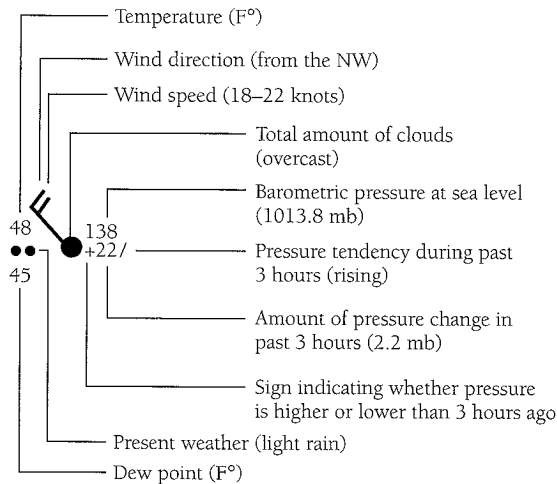 Temperature (F°)
Wind direction (from the NW)
Wind speed (18–22 knots)
Total amount of clouds
(overcast)
Barometric pressure at sea level
(1013.8 mb)
48
138
+22/
Pressure tendency during past
3 hours (rising)
45
Amount of pressure change in
past 3 hours (2.2 mb)
Sign indicating whether pressure
is higher or lower than 3 hours ago
Present weather (light rain)
Dew point (F°)